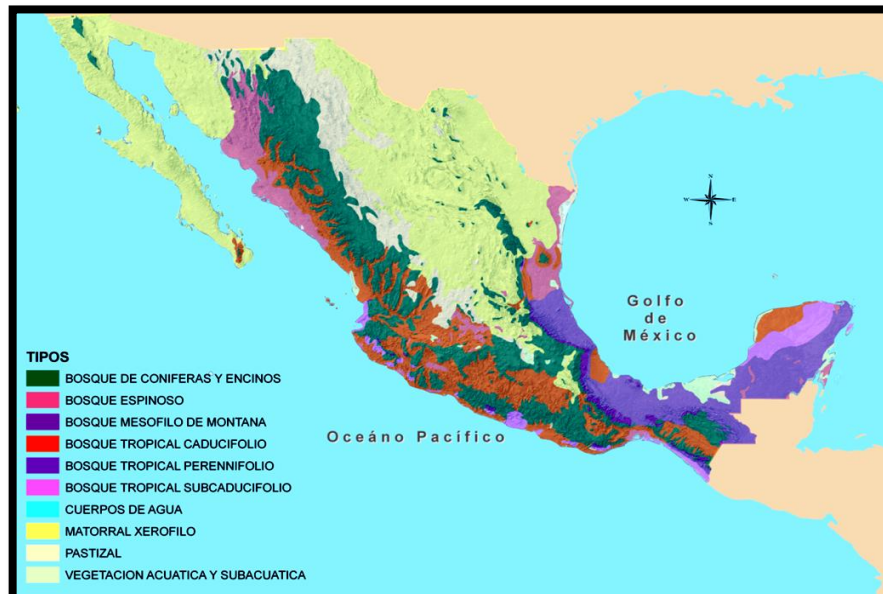 N
W E
S
Golfo
de
México
TIPOS
BOSQUE DE CONIFERAS Y ENCINOS
BOSQUE ESPINOSO
BOSQUE MESOFILO DE MONTANA
BOSQUE TROPICAL CADUCIFOLIO
BOSQUE TROPICAL PERENNIFOLIO
BOSQUE TROPICAL SUBCADUCIFOLIO
CUERPOS DE AGUA
MATORRAL XEROFILO
PASTIZAL
VEGETACION ACUATICA Y SUBACUATICA
Oceáno Pacífico